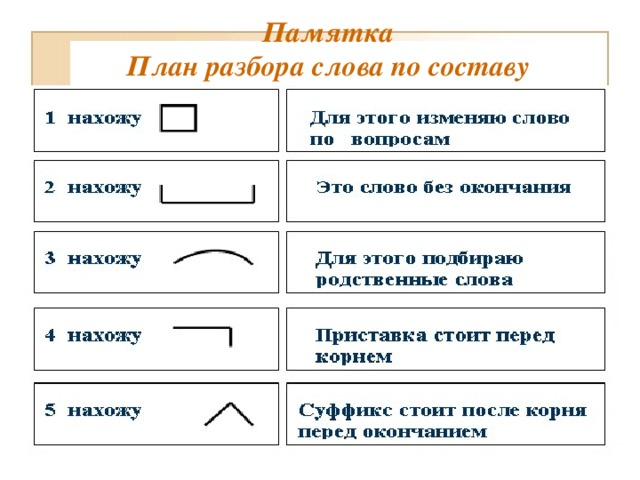 Памятка
План разбора слова по составу
1 нахожу
Для этого изменяю слово
по вопросам
2 нахожу
Это слово без окончания
3 нахожу
Для этого подбираю
родственные слова
4 нахожу
Приставка стоит перед
корнем
5 нахожу
Суффикс стоит после корня
перед окончанием